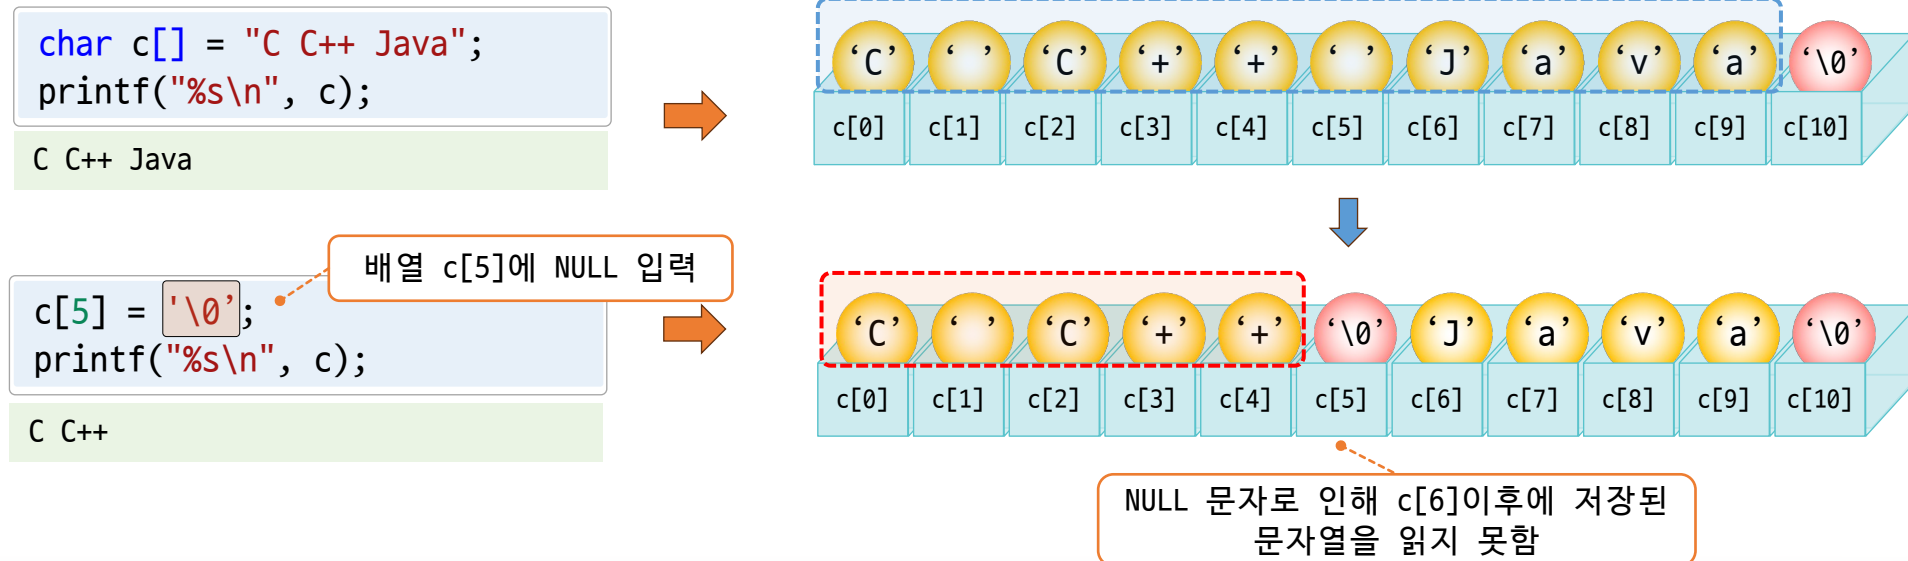 char c[] = "C C++ Java";
printf("%s\n", c);
C C++ Java
‘C’ ‘ ’ ‘C’ ‘+’ ‘+’ ‘ ’ ‘J’ ‘a’ ‘v’ ‘a’ ‘\0’
c[0] c[1] c[2] c[3] c[4] c[5] c[6] c[7] c[8] c[9] c[10]
배열 c[5]에 NULL 입력
c[5] = '\0’;
printf("%s\n", c);
C C++
‘C’ ‘ ’ ‘C’ ‘+’ ‘+’ ‘\0’ ‘J’ ‘a’ ‘v’ ‘a’ ‘\0’
c[0] c[1] c[2] c[3] c[4] c[5] c[6] c[7] c[8] c[9] c[10]
NULL 문자로 인해 c[6]이후에 저장된
문자열을 읽지 못함